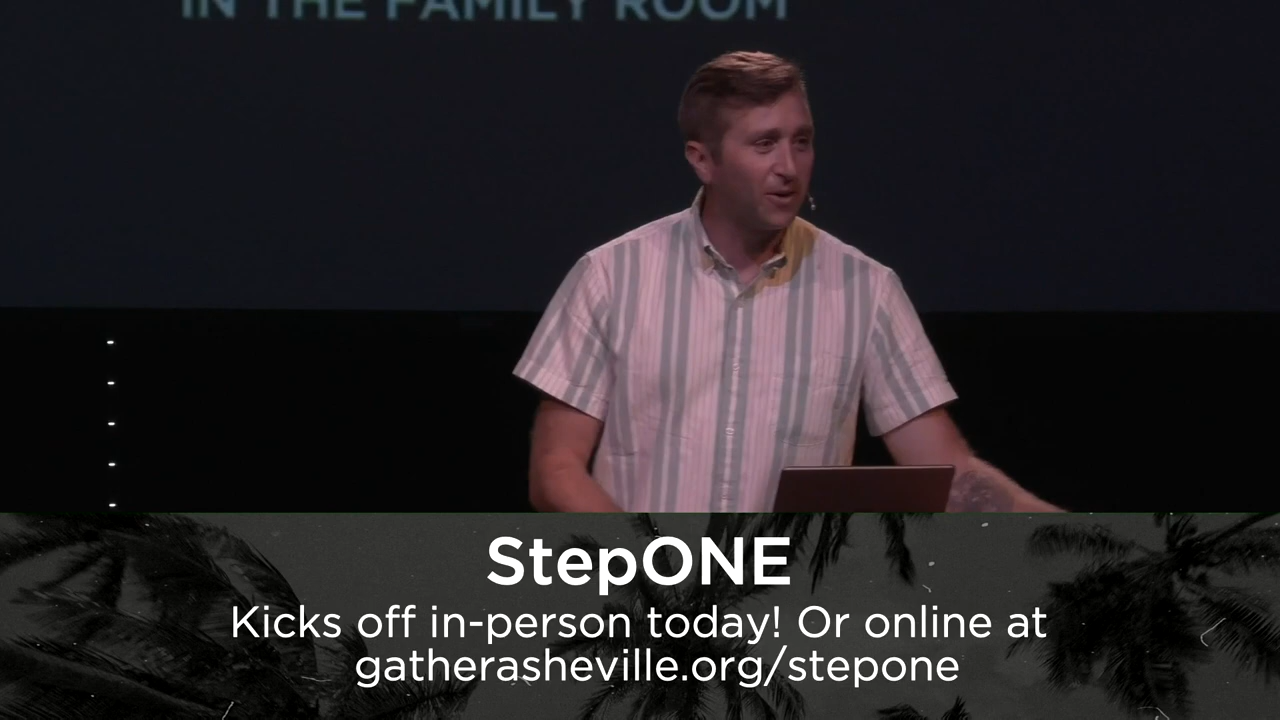 IN THE FAMILY ROOM
StepONE
Kicks off in-person today! Or online at
gatherasheville.org/stepone